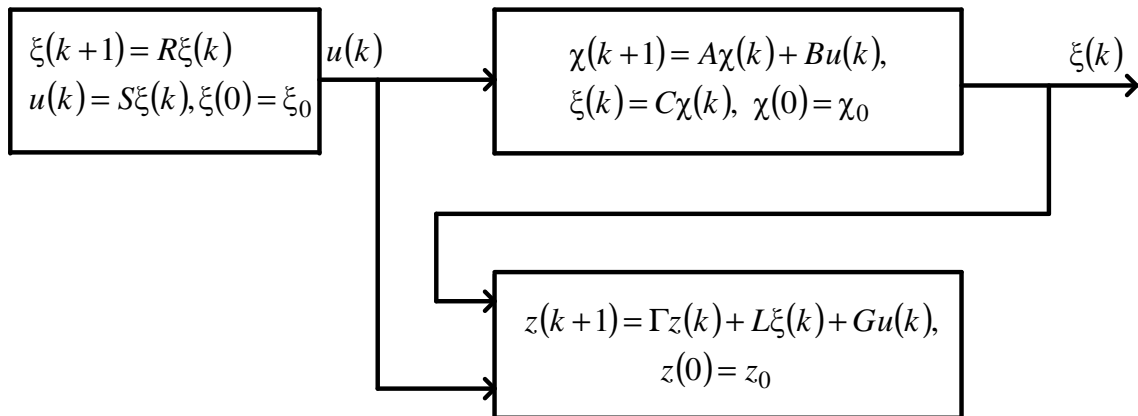 ξ(k+1)=Rξ(k)
u(k)=Sξ(k),ξ(0)=ξ₀
u(k)
χ(k+1)=Aχ(k)+Bu(k),
ξ(k)=Cχ(k), χ(0)=χ₀
ξ(k)
z(k+1)=Γz(k)+Lξ(k)+Gu(k),
z(0)=z₀